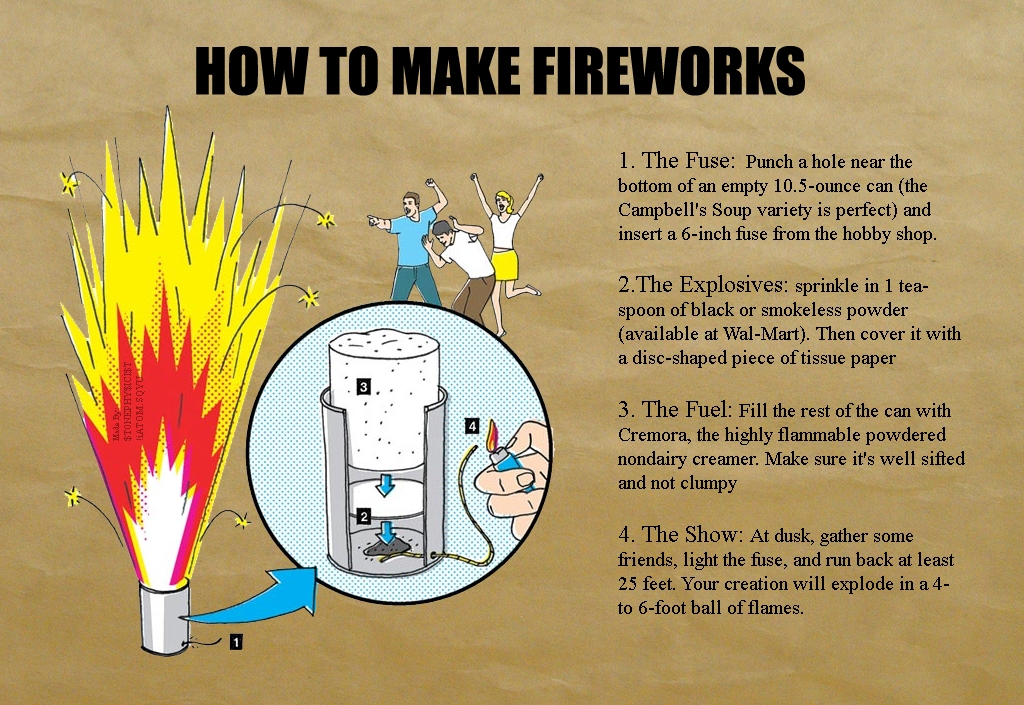 HOW TO MAKE FIREWORKS
1. The Fuse: Punch a hole near the
bottom of an empty 10.5-ounce can (the
Campbell's Soup variety is perfect) and
insert a 6-inch fuse from the hobby shop.
2.The Explosives: sprinkle in 1 tea-
spoon of black or smokeless powder
(available at Wal-Mart). Then cover it with
a disc-shaped piece of tissue paper
3. The Fuel: Fill the rest of the can with
Cremora, the highly flammable powdered
nondairy creamer. Make sure it's well sifted
and not clumpy
4. The Show: At dusk, gather some
friends, light the fuse, and run back at least
25 feet. Your creation will explode in a 4-
to 6-foot ball of flames.
Made By:
3
4
2
1